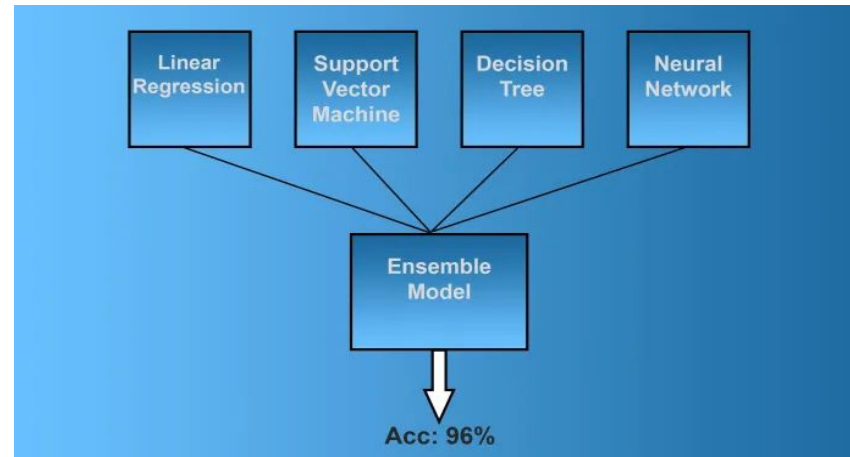 Linear
Regression
Support
Vector
Machine
Decision
Tree
Neural
Network
Ensemble
Model
Acc: 96%